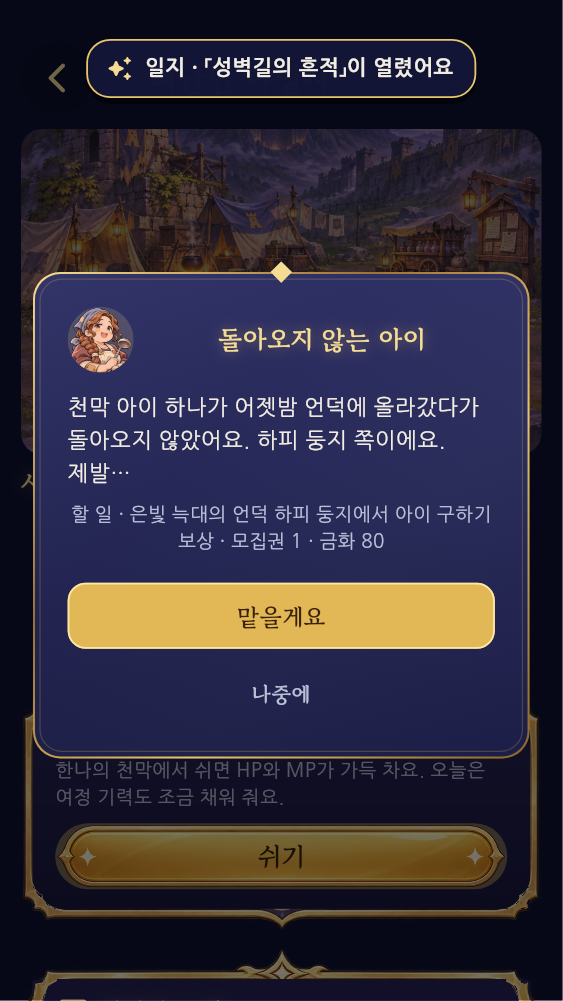 일지 · 「성벽길의 흔적」이 열렸어요
돌아오지 않는 아이
천막 아이 하나가 어젯밤 언덕에 올라갔다가
돌아오지 않았어요. 하피 둥지 쪽이에요.
제발…
할 일 · 은빛 늑대의 언덕 하피 둥지에서 아이 구하기
보상 · 모집권 1 · 금화 80
맡을게요
나중에
한나의 천막에서 쉬면 HP와 MP가 가득 차요. 오늘은
여정 기력도 조금 채워 줘요.
쉬기